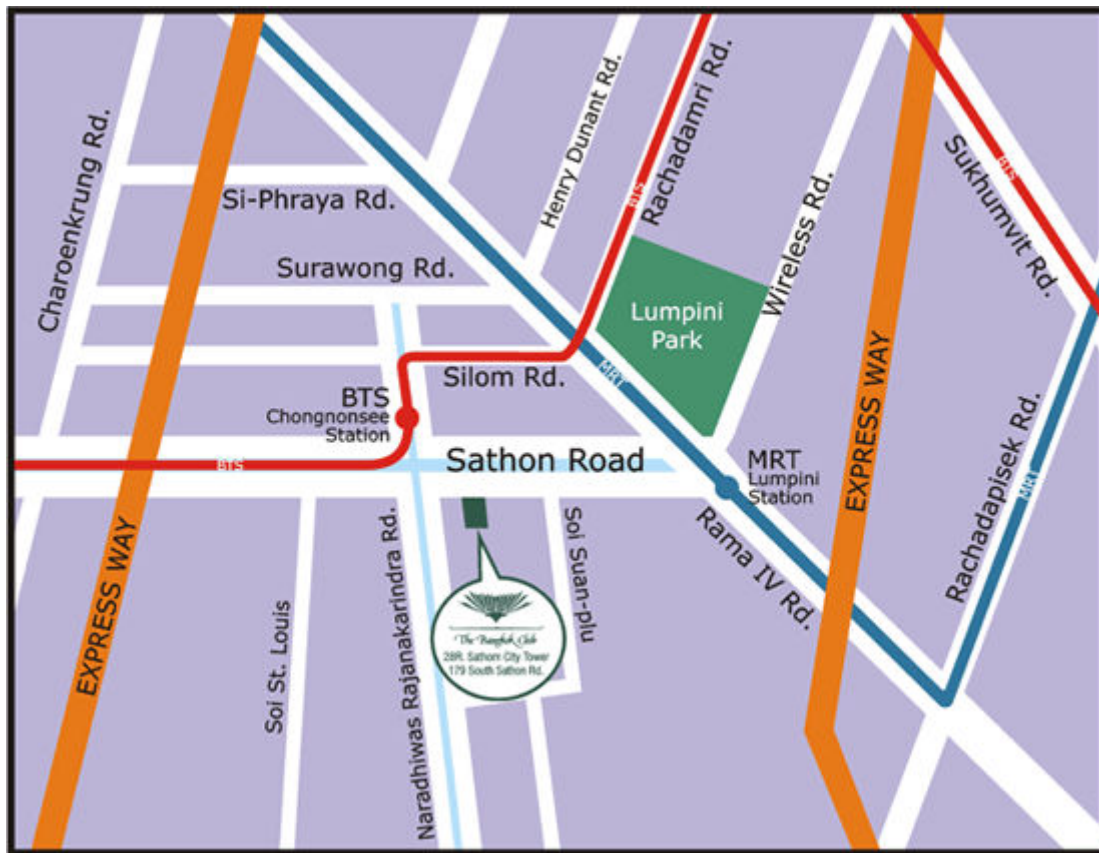 Charoenkrung Rd.
Si-Phraya Rd.
Surawong Rd.
Henry Dunant Rd.
BTS
Rachadamri Rd.
Wireless Rd.
BTS
Sukhumvit Rd.
Lumpini
Park
MRT
Silom Rd.
BTS
Chongnonsee
Station
BTS
Sathon Road
MRT
Lumpini
Station
EXPRESS WAY
Rachadapisek Rd.
MRT
Rama IV Rd.
EXPRESS WAY
Soi St. Louis
Naradhiwas Rajanakarindra Rd.
Soi Suan-plu
The Bangkok Club
28R. Sathorn City Tower
179 South Sathon Rd.